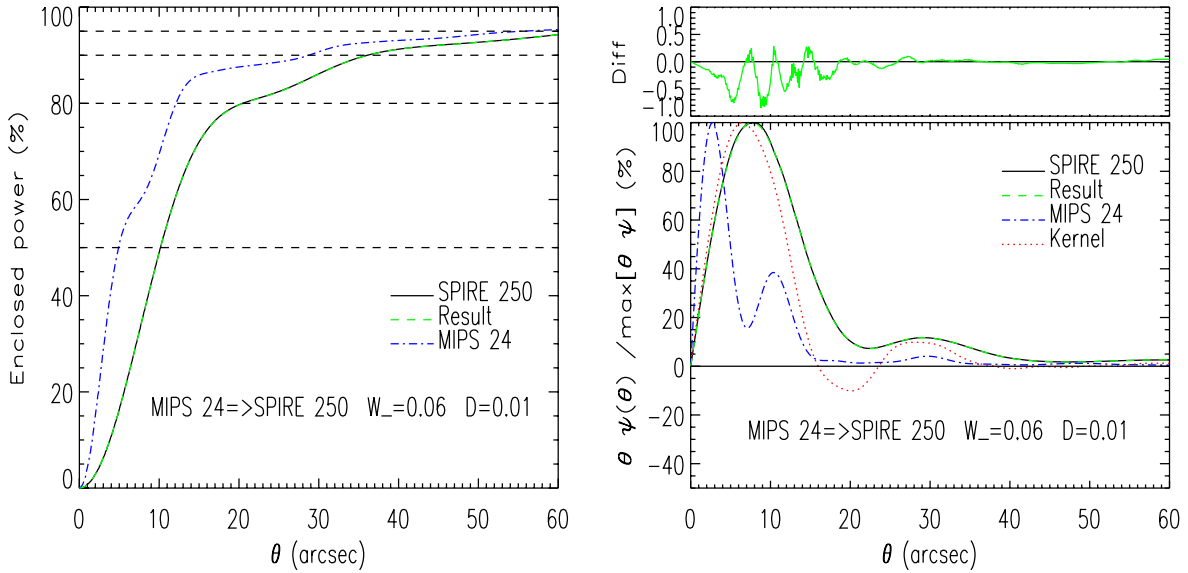 Enclosed power (%)
100
80
60
40
20
0
SPIRE 250
Result
MIPS 24
MIPS 24=>SPIRE 250 W_=0.06 D=0.01
0 10 20 30 40 50 60
θ (arcsec)
Diff
1.0
0.5
0.0
-0.5
-1.0
θ ψ(θ) /max[θ ψ] (%)
100
80
60
40
20
0
-20
-40
SPIRE 250
Result
MIPS 24
Kernel
MIPS 24=>SPIRE 250 W_=0.06 D=0.01
0 10 20 30 40 50 60
θ (arcsec)